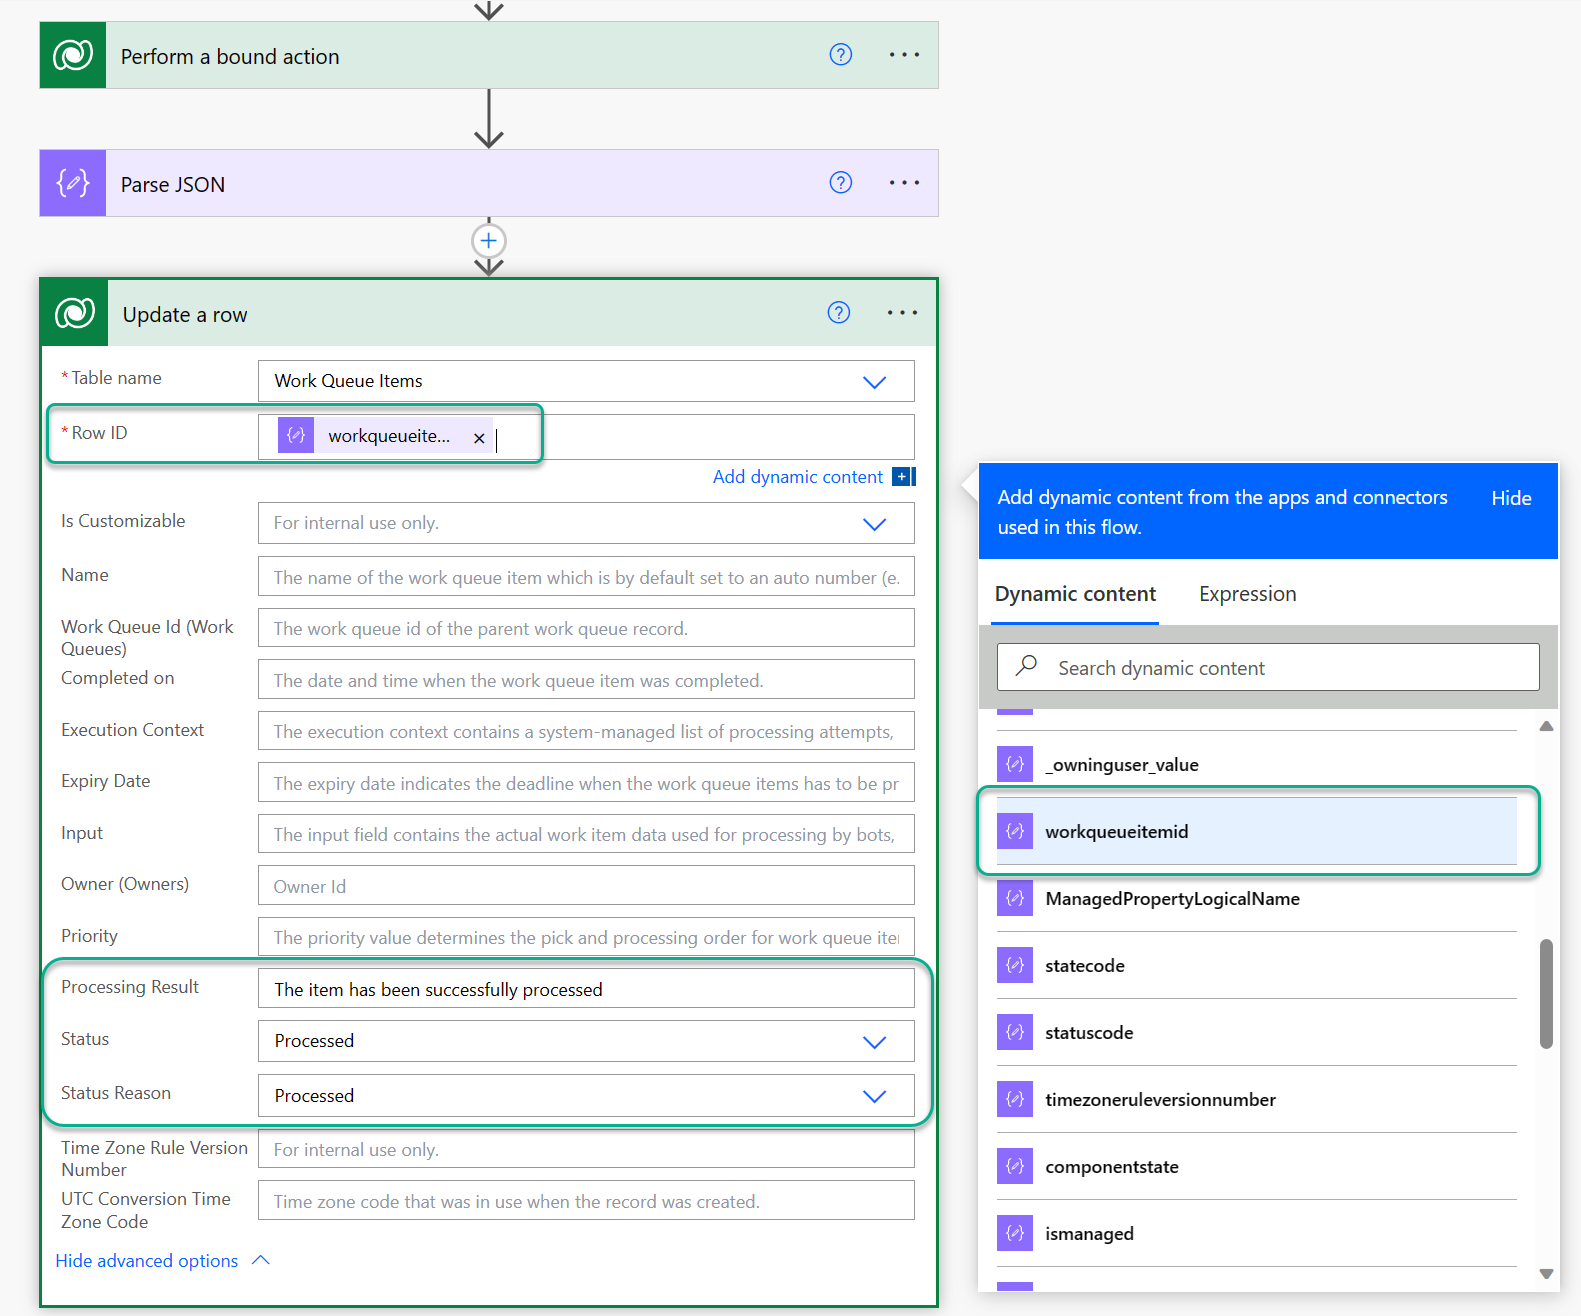 Perform a bound action
Parse JSON
Update a row
* Table name
Work Queue Items
* Row ID
workqueueite...
Add dynamic content
Is Customizable
For internal use only.
Name
The name of the work queue item which is by default set to an auto number (e.
Work Queue Id (Work
Queues)
The work queue id of the parent work queue record.
Completed on
The date and time when the work queue item was completed.
Execution Context
The execution context contains a system-managed list of processing attempts,
Expiry Date
The expiry date indicates the deadline when the work queue items has to be pr
Input
The input field contains the actual work item data used for processing by bots,
Owner (Owners)
Owner Id
Priority
The priority value determines the pick and processing order for work queue iter
Processing Result
The item has been successfully processed
Status
Processed
Status Reason
Processed
Time Zone Rule Version
Number
For internal use only.
UTC Conversion Time
Zone Code
Time zone code that was in use when the record was created.
Hide advanced options
Add dynamic content from the apps and connectors
used in this flow.
Hide
Dynamic content
Expression
Search dynamic content
_owninguser_value
workqueueitemid
ManagedPropertyLogicalName
statecode
statuscode
timezoneruleversionnumber
componentstate
ismanaged